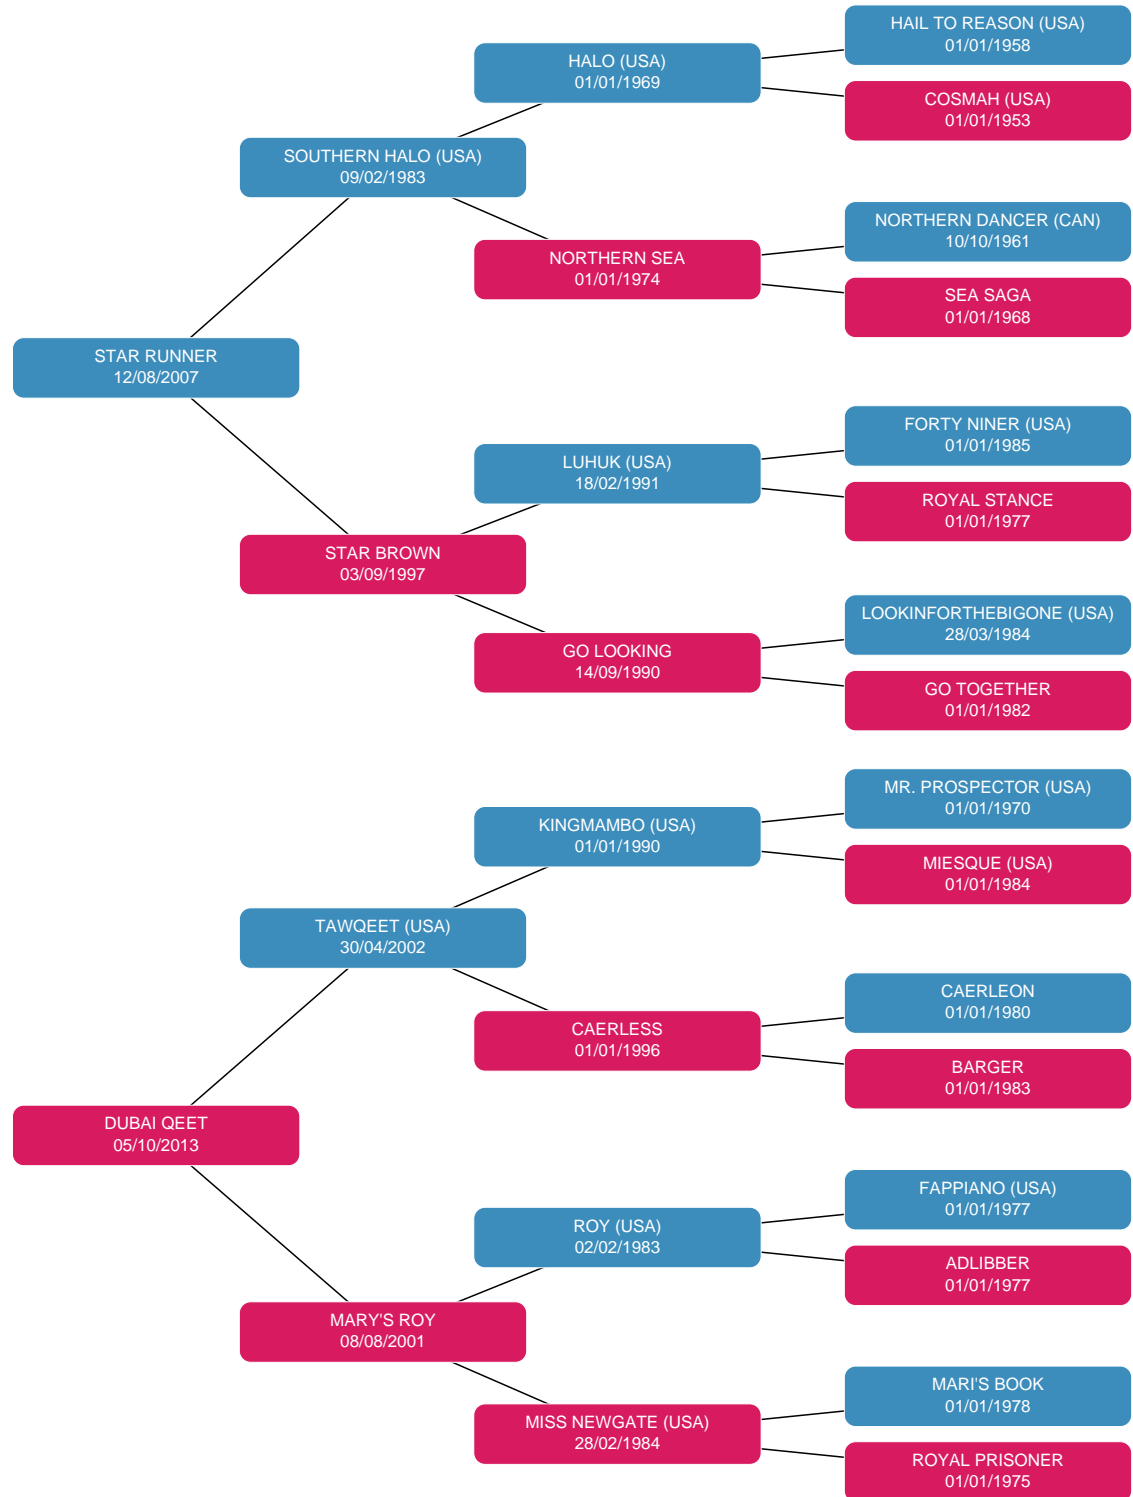 HAIL TO REASON (USA)
01/01/1958
HALO (USA)
01/01/1969
COSMAH (USA)
01/01/1953
SOUTHERN HALO (USA)
09/02/1983
NORTHERN DANCER (CAN)
10/10/1961
NORTHERN SEA
01/01/1974
SEA SAGA
01/01/1968
STAR RUNNER
12/08/2007
FORTY NINER (USA)
01/01/1985
LUHUK (USA)
18/02/1991
ROYAL STANCE
01/01/1977
STAR BROWN
03/09/1997
LOOKINFORTHEBIGONE (USA)
28/03/1984
GO LOOKING
14/09/1990
GO TOGETHER
01/01/1982
MR. PROSPECTOR (USA)
01/01/1970
KINGMAMBO (USA)
01/01/1990
MIESQUE (USA)
01/01/1984
TAWQEET (USA)
30/04/2002
CAERLEON
01/01/1980
CAERLESS
01/01/1996
BARGER
01/01/1983
DUBAI QEET
05/10/2013
FAPPIANO (USA)
01/01/1977
ROY (USA)
02/02/1983
ADLIBBER
01/01/1977
MARY'S ROY
08/08/2001
MARI'S BOOK
01/01/1978
MISS NEWGATE (USA)
28/02/1984
ROYAL PRISONER
01/01/1975